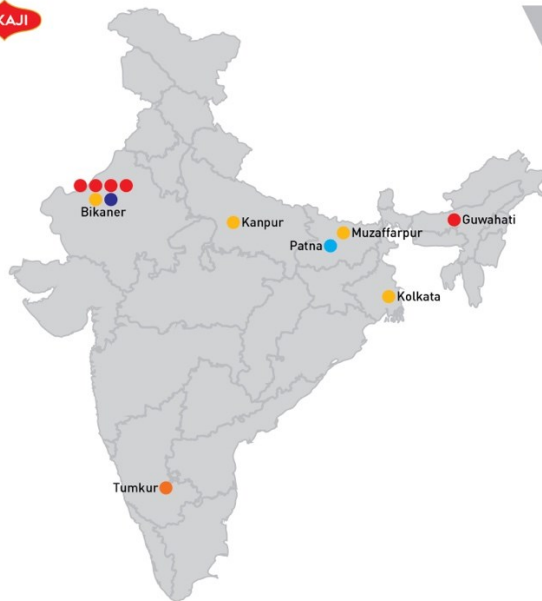 KAJI
Bikaner
Kanpur
Muzaffarpur
Patna
Guwahati
Kolkata
Tumkur